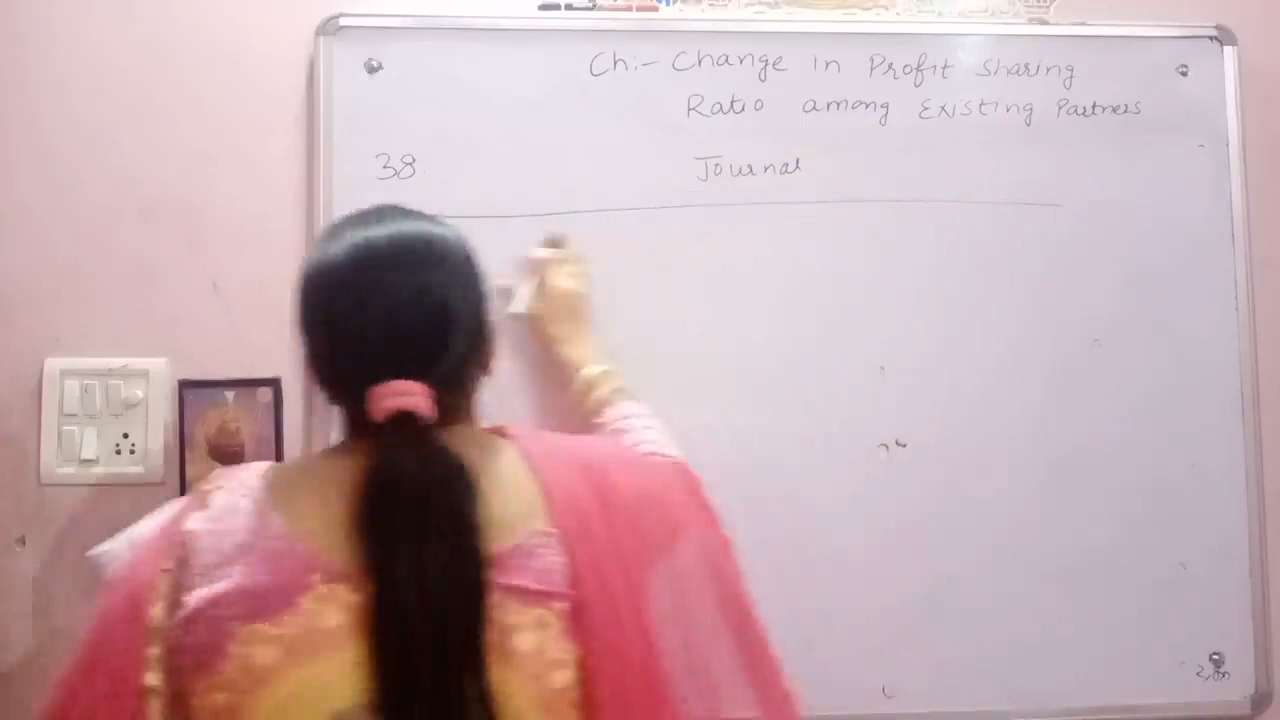 Ch:- Change in Profit Sharing
Ratio among Existing Partners
38 Journal